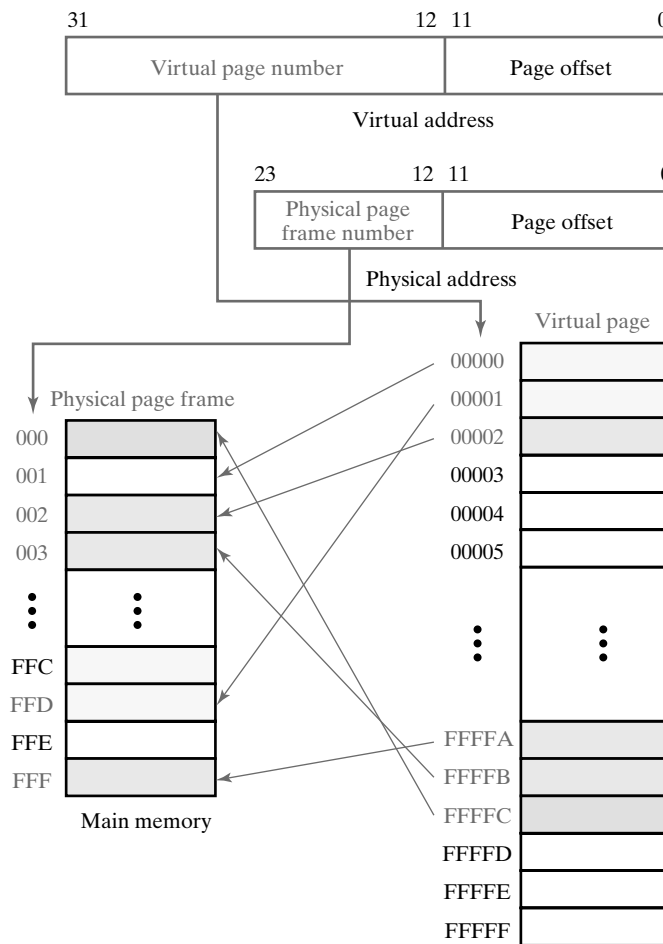 31 12 11 0
Virtual page number Page offset
Virtual address
23 12 11 0
Physical page
frame number
Page offset
Physical address
Virtual page
Physical page frame
00000
00001
00002
00003
00004
00005
FFFFA
FFFFB
FFFFC
FFFFD
FFFFE
FFFFF
000
001
002
003
FFC
FFD
FFE
FFF
Main memory